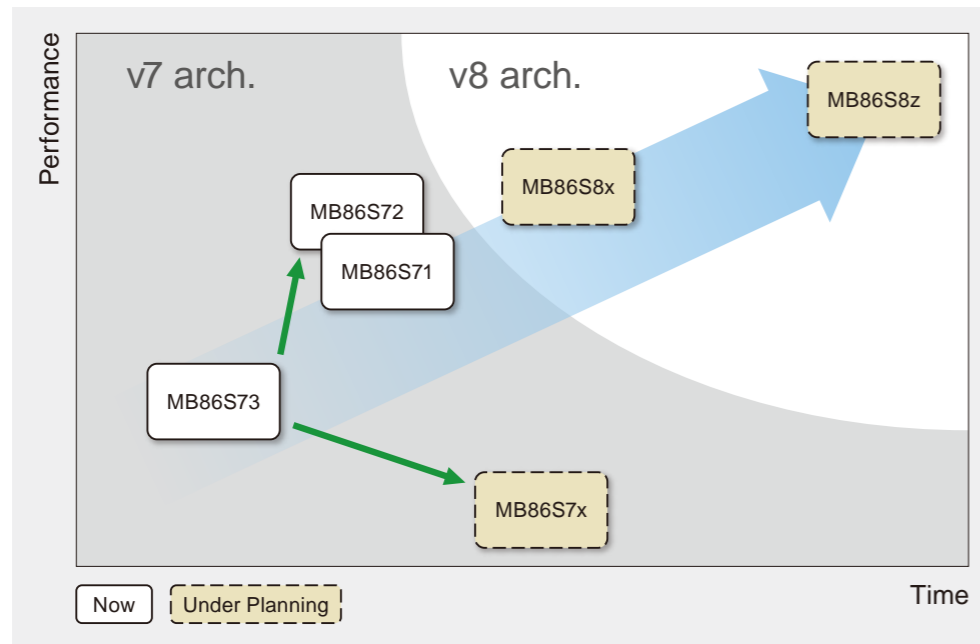 Performance
v7 arch.
v8 arch.
MB86S8z
MB86S8x
MB86S72
MB86S71
MB86S73
MB86S7x
Now
Under Planning
Time